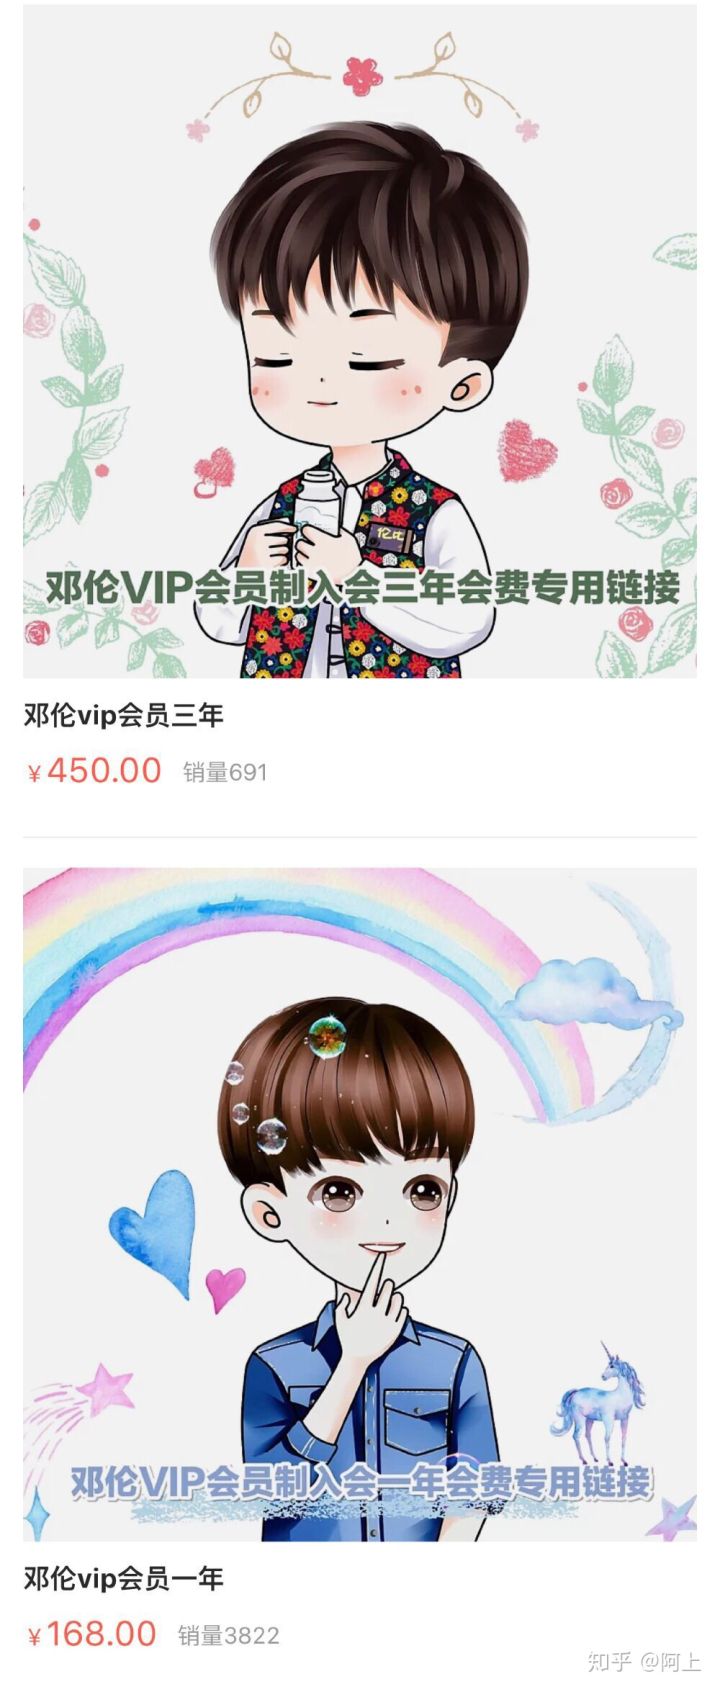 伦比
邓伦VIP会员制入会三年会费专用链接
邓伦vip会员三年
¥450.00 销量691
邓伦VIP会员制入会一年会费专用链接
邓伦vip会员一年
¥168.00 销量3822
知乎 @阿上